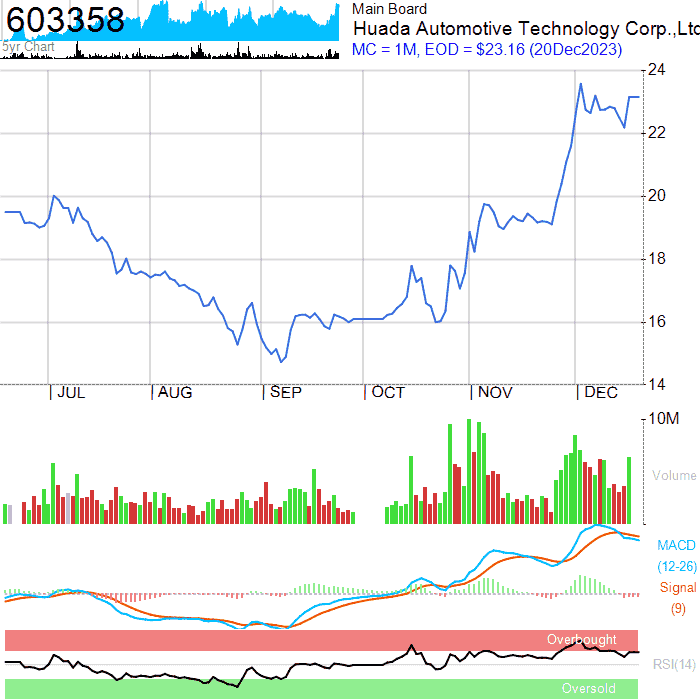 603358
5yr Chart
Main Board
Huada Automotive Technology Corp.,Ltd
MC = 1M, EOD = $23.16 (20Dec2023)
24
22
20
18
16
14
JUL AUG SEP OCT NOV DEC
10M
Volume
MACD
(12-26)
Signal
(9)
Overbought
RSI(14)
Oversold